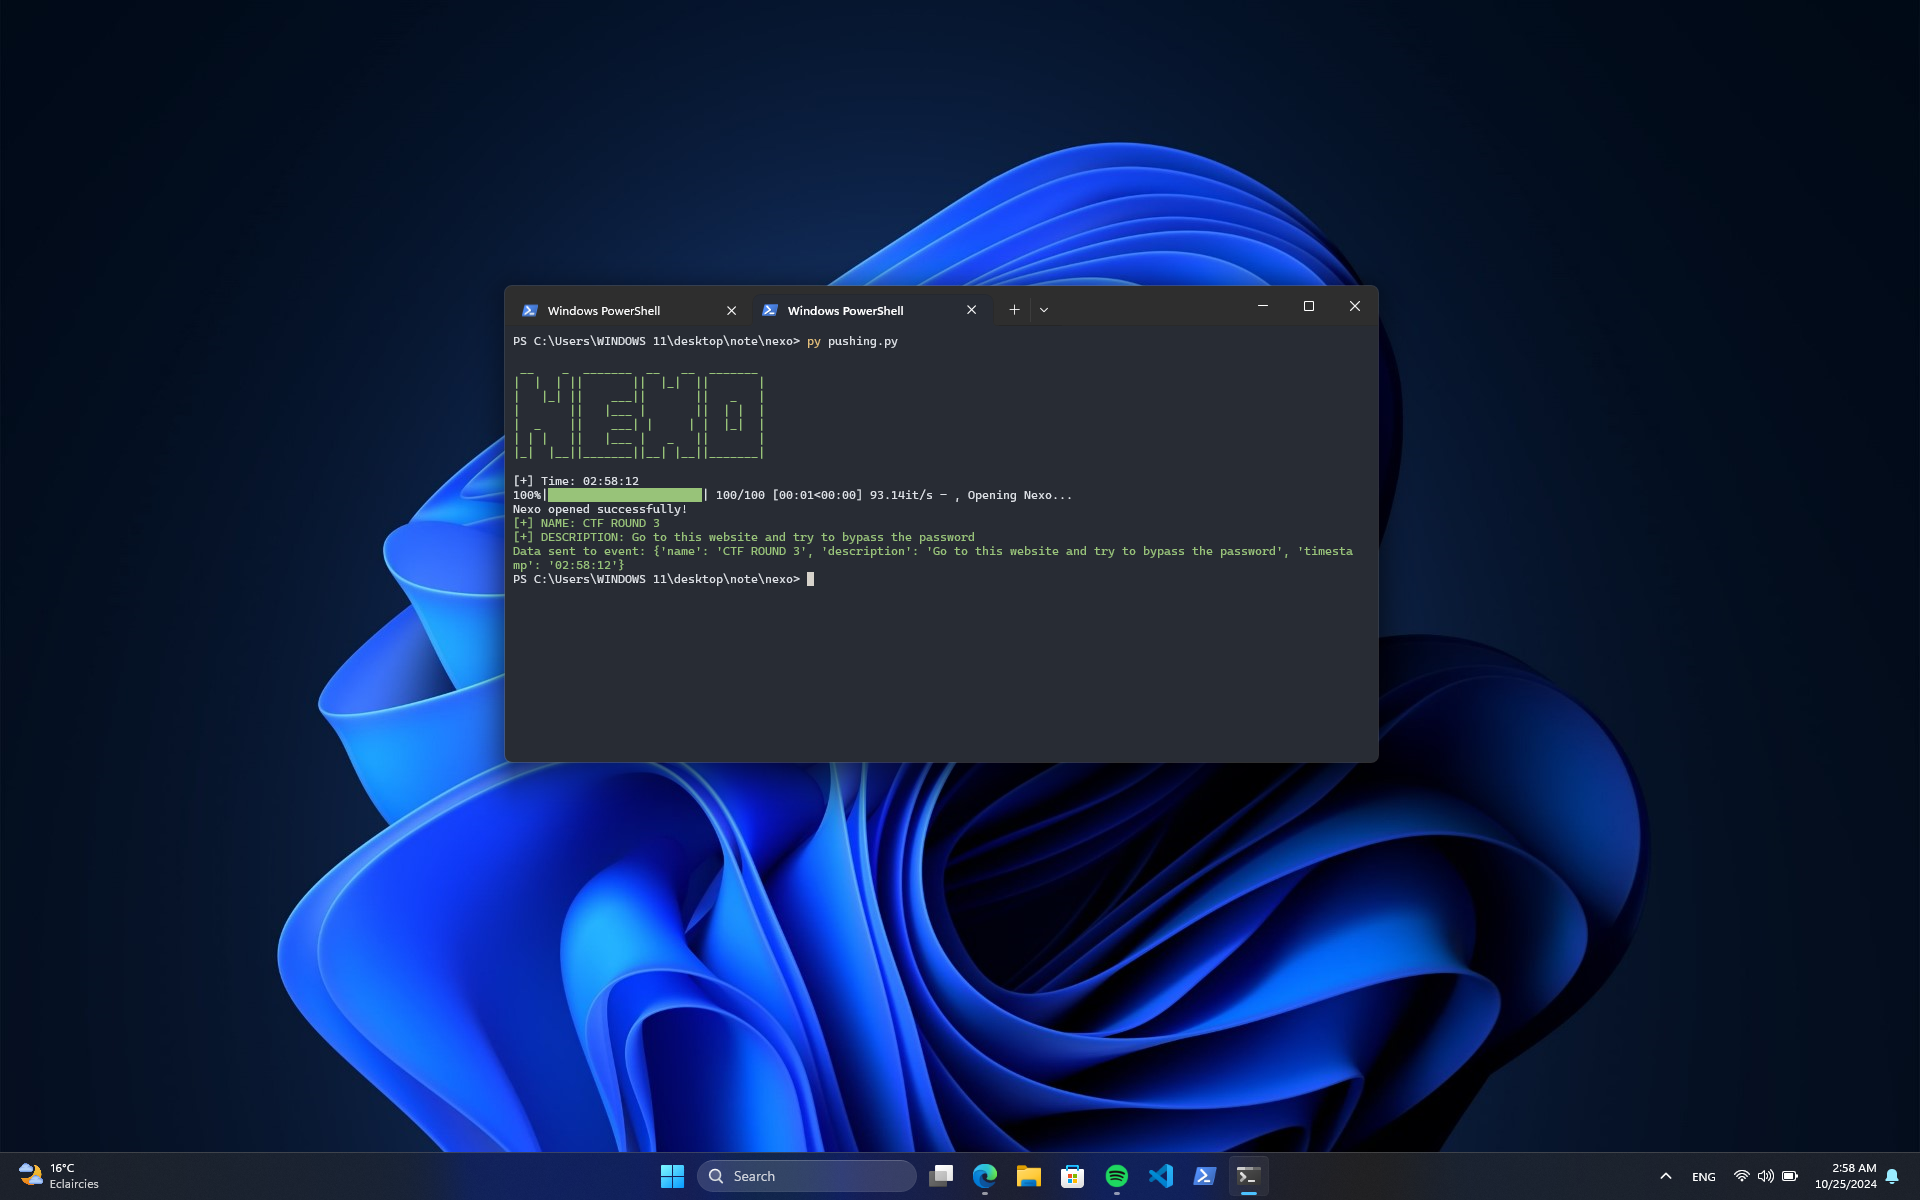 Windows PowerShell
Windows PowerShell
PS C:\Users\WINDOWS 11\desktop\note\nexo> py pushing.py
NEXO
[+] Time: 02:58:12
100%| | 100/100 [00:01<00:00] 93.14it/s - , Opening Nexo...
Nexo opened successfully!
[+] NAME: CTF ROUND 3
[+] DESCRIPTION: Go to this website and try to bypass the password
Data sent to event: {'name': 'CTF ROUND 3', 'description': 'Go to this website and try to bypass the password', 'timesta
mp': '02:58:12'}
PS C:\Users\WINDOWS 11\desktop\note\nexo>
16°C
Eclaircies
Search
ENG
2:58 AM
10/25/2024